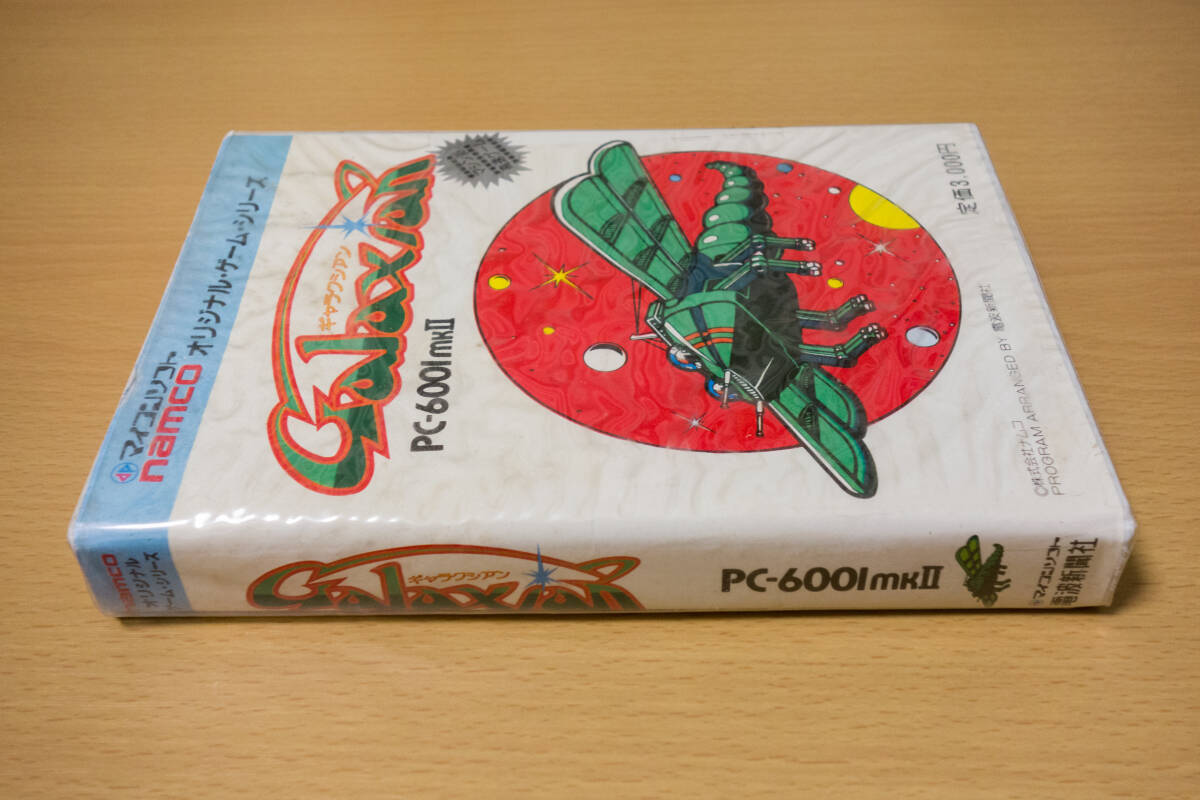 マイコンソフト
namco オリジナル・ゲーム・シリーズ
Galaxian
ギャラクシアン
PC-6001mkII
定価3,000円
©株式会社ナムコ
PROGRAM ARRANGED BY 電波新聞社
namco
オリジナル
ゲーム・シリーズ
Galaxian
ギャラクシアン
PC-6001mkII
マイコンソフト
電波新聞社